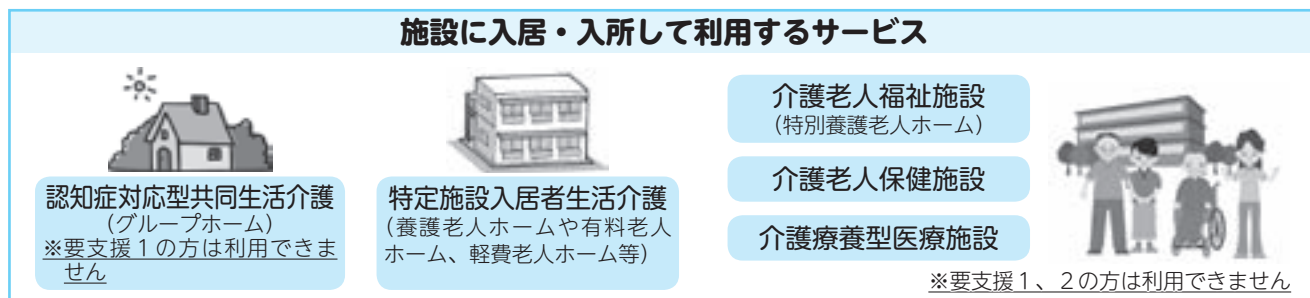 施設に入居・入所して利用するサービス
認知症対応型共同生活介護
(グループホーム)
※要支援１の方は利用できま
せん
特定施設入居者生活介護
(養護老人ホームや有料老人
ホーム、軽費老人ホーム等)
介護老人福祉施設
(特別養護老人ホーム)
介護老人保健施設
介護療養型医療施設
※要支援１、２の方は利用できません